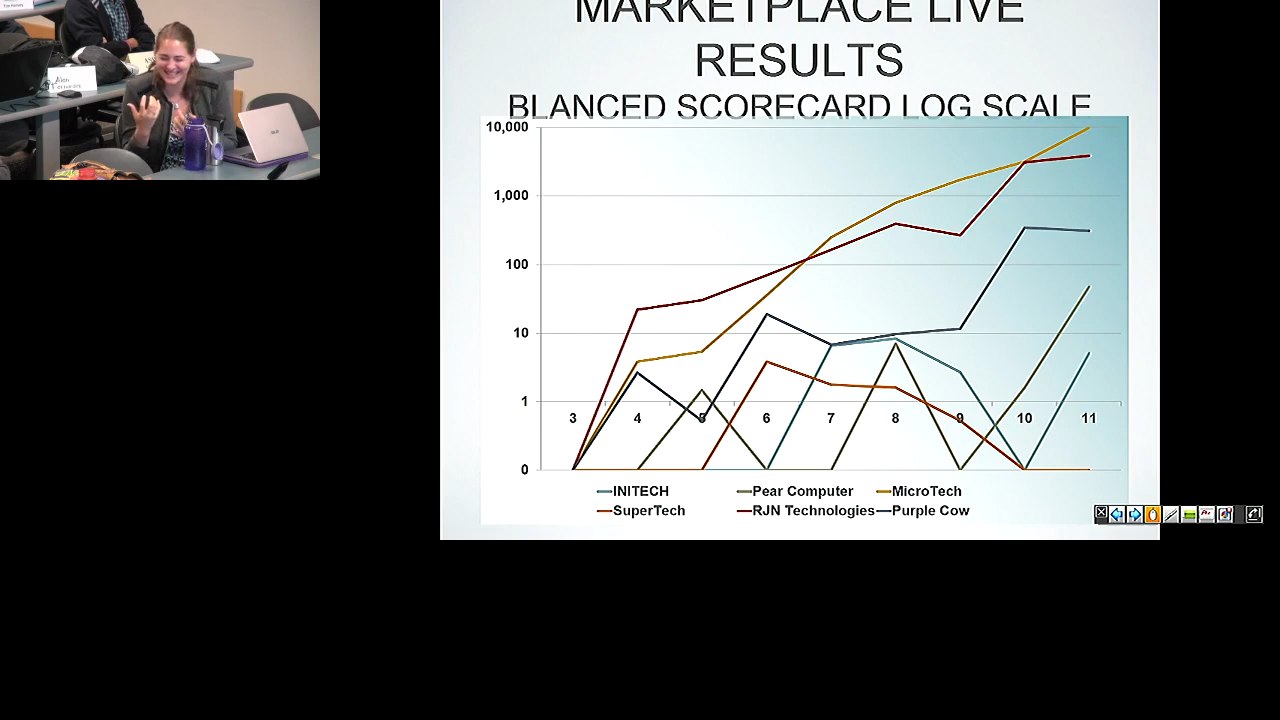 MARKETPLACE LIVE
RESULTS
BLANCED SCORECARD LOG SCALE
10,000
1,000
100
10
1
0
3 4 5 6 7 8 9 10 11
INITECH Pear Computer MicroTech
SuperTech RJN Technologies Purple Cow
Alan